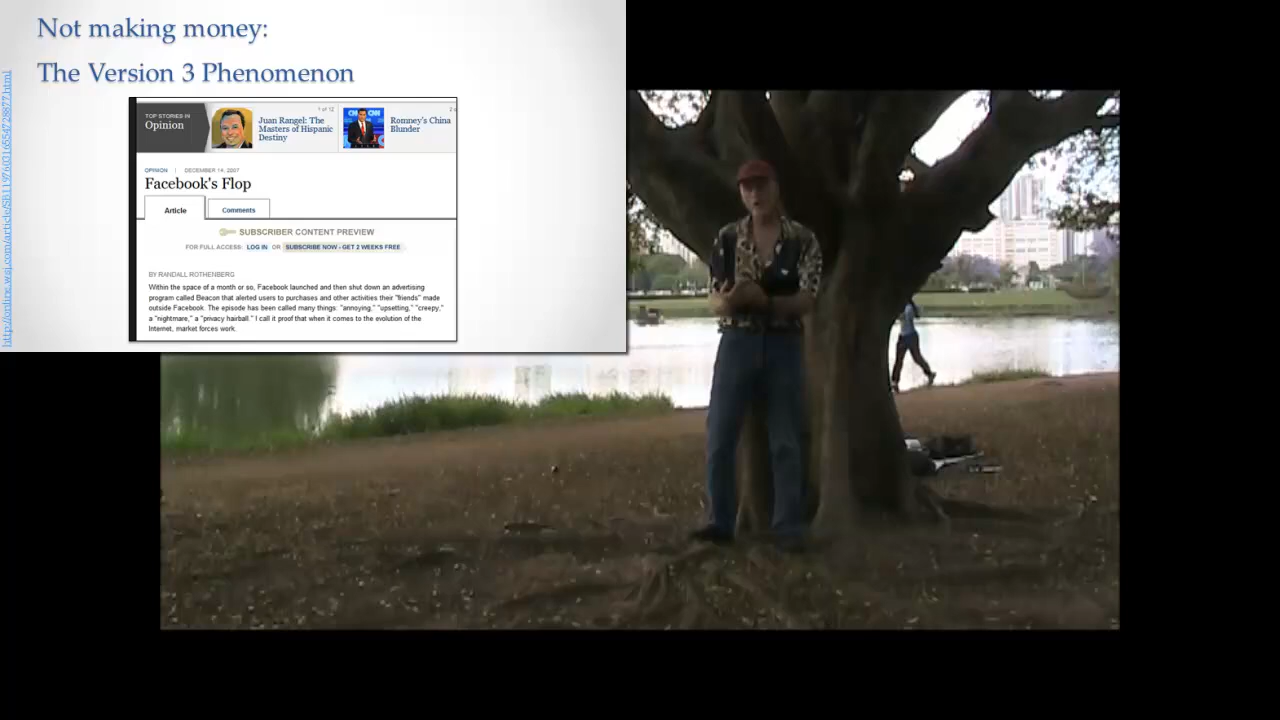 Not making money:
The Version 3 Phenomenon
TOP STORIES IN
Opinion
1 of 12
Juan Rangel: The
Masters of Hispanic
Destiny
Romney's China
Blunder
OPINION | DECEMBER 14, 2007
Facebook's Flop
Article
Comments
SUBSCRIBER CONTENT PREVIEW
FOR FULL ACCESS: LOG IN OR SUBSCRIBE NOW - GET 2 WEEKS FREE
BY RANDALL ROTHENBERG
Within the space of a month or so, Facebook launched and then shut down an advertising
program called Beacon that alerted users to purchases and other activities their "friends" made
outside Facebook. The episode has been called many things: "annoying," "upsetting," "creepy,"
a "nightmare," a "privacy hairball." I call it proof that when it comes to the evolution of the
Internet, market forces work.